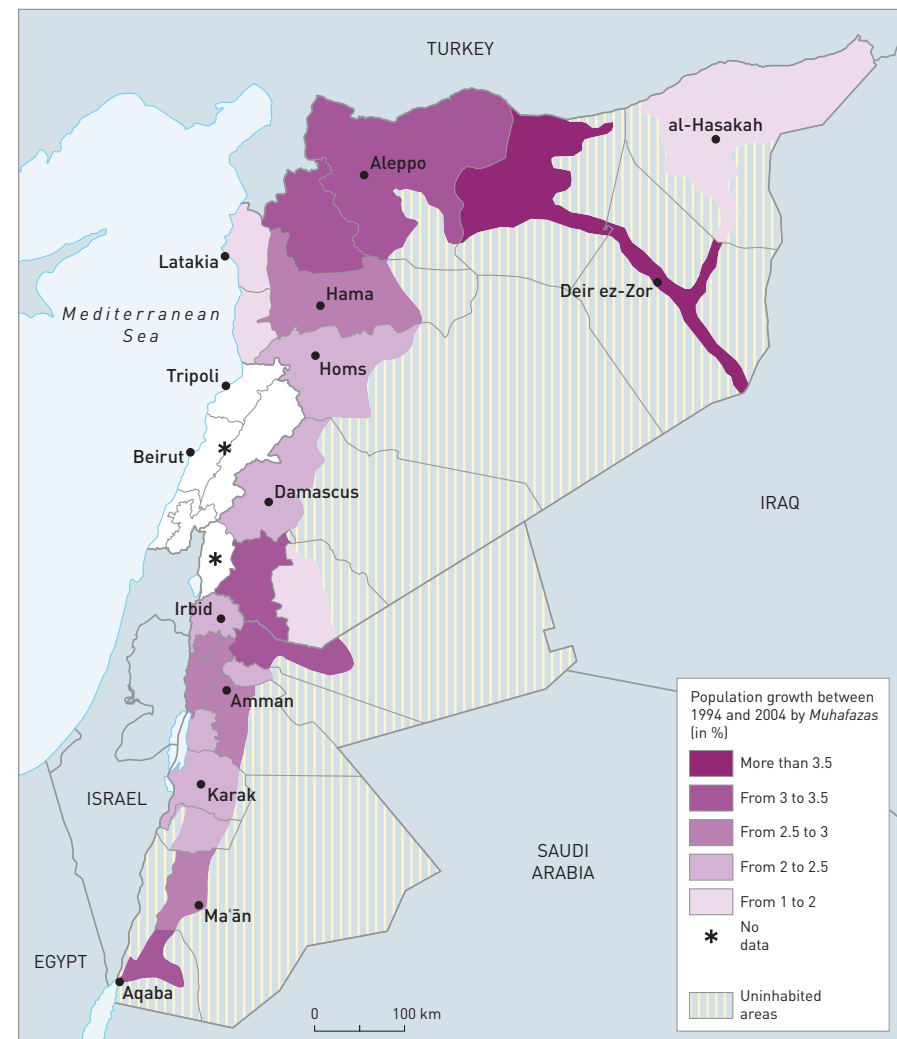 TURKEY
al-Hasakah
Aleppo
Latakia
Deir ez-Zor
Hama
Mediterranean
Sea
Homs
Tripoli
*
Beirut
Damascus
IRAQ
*
Irbid
Amman
ISRAEL
Karak
SAUDI
ARABIA
Maʿān
EGYPT
Aqaba
0 100 km
Population growth between
1994 and 2004 by Muhafazas
(in %)
More than 3.5
From 3 to 3.5
From 2.5 to 3
From 2 to 2.5
From 1 to 2
* No
data
Uninhabited
areas